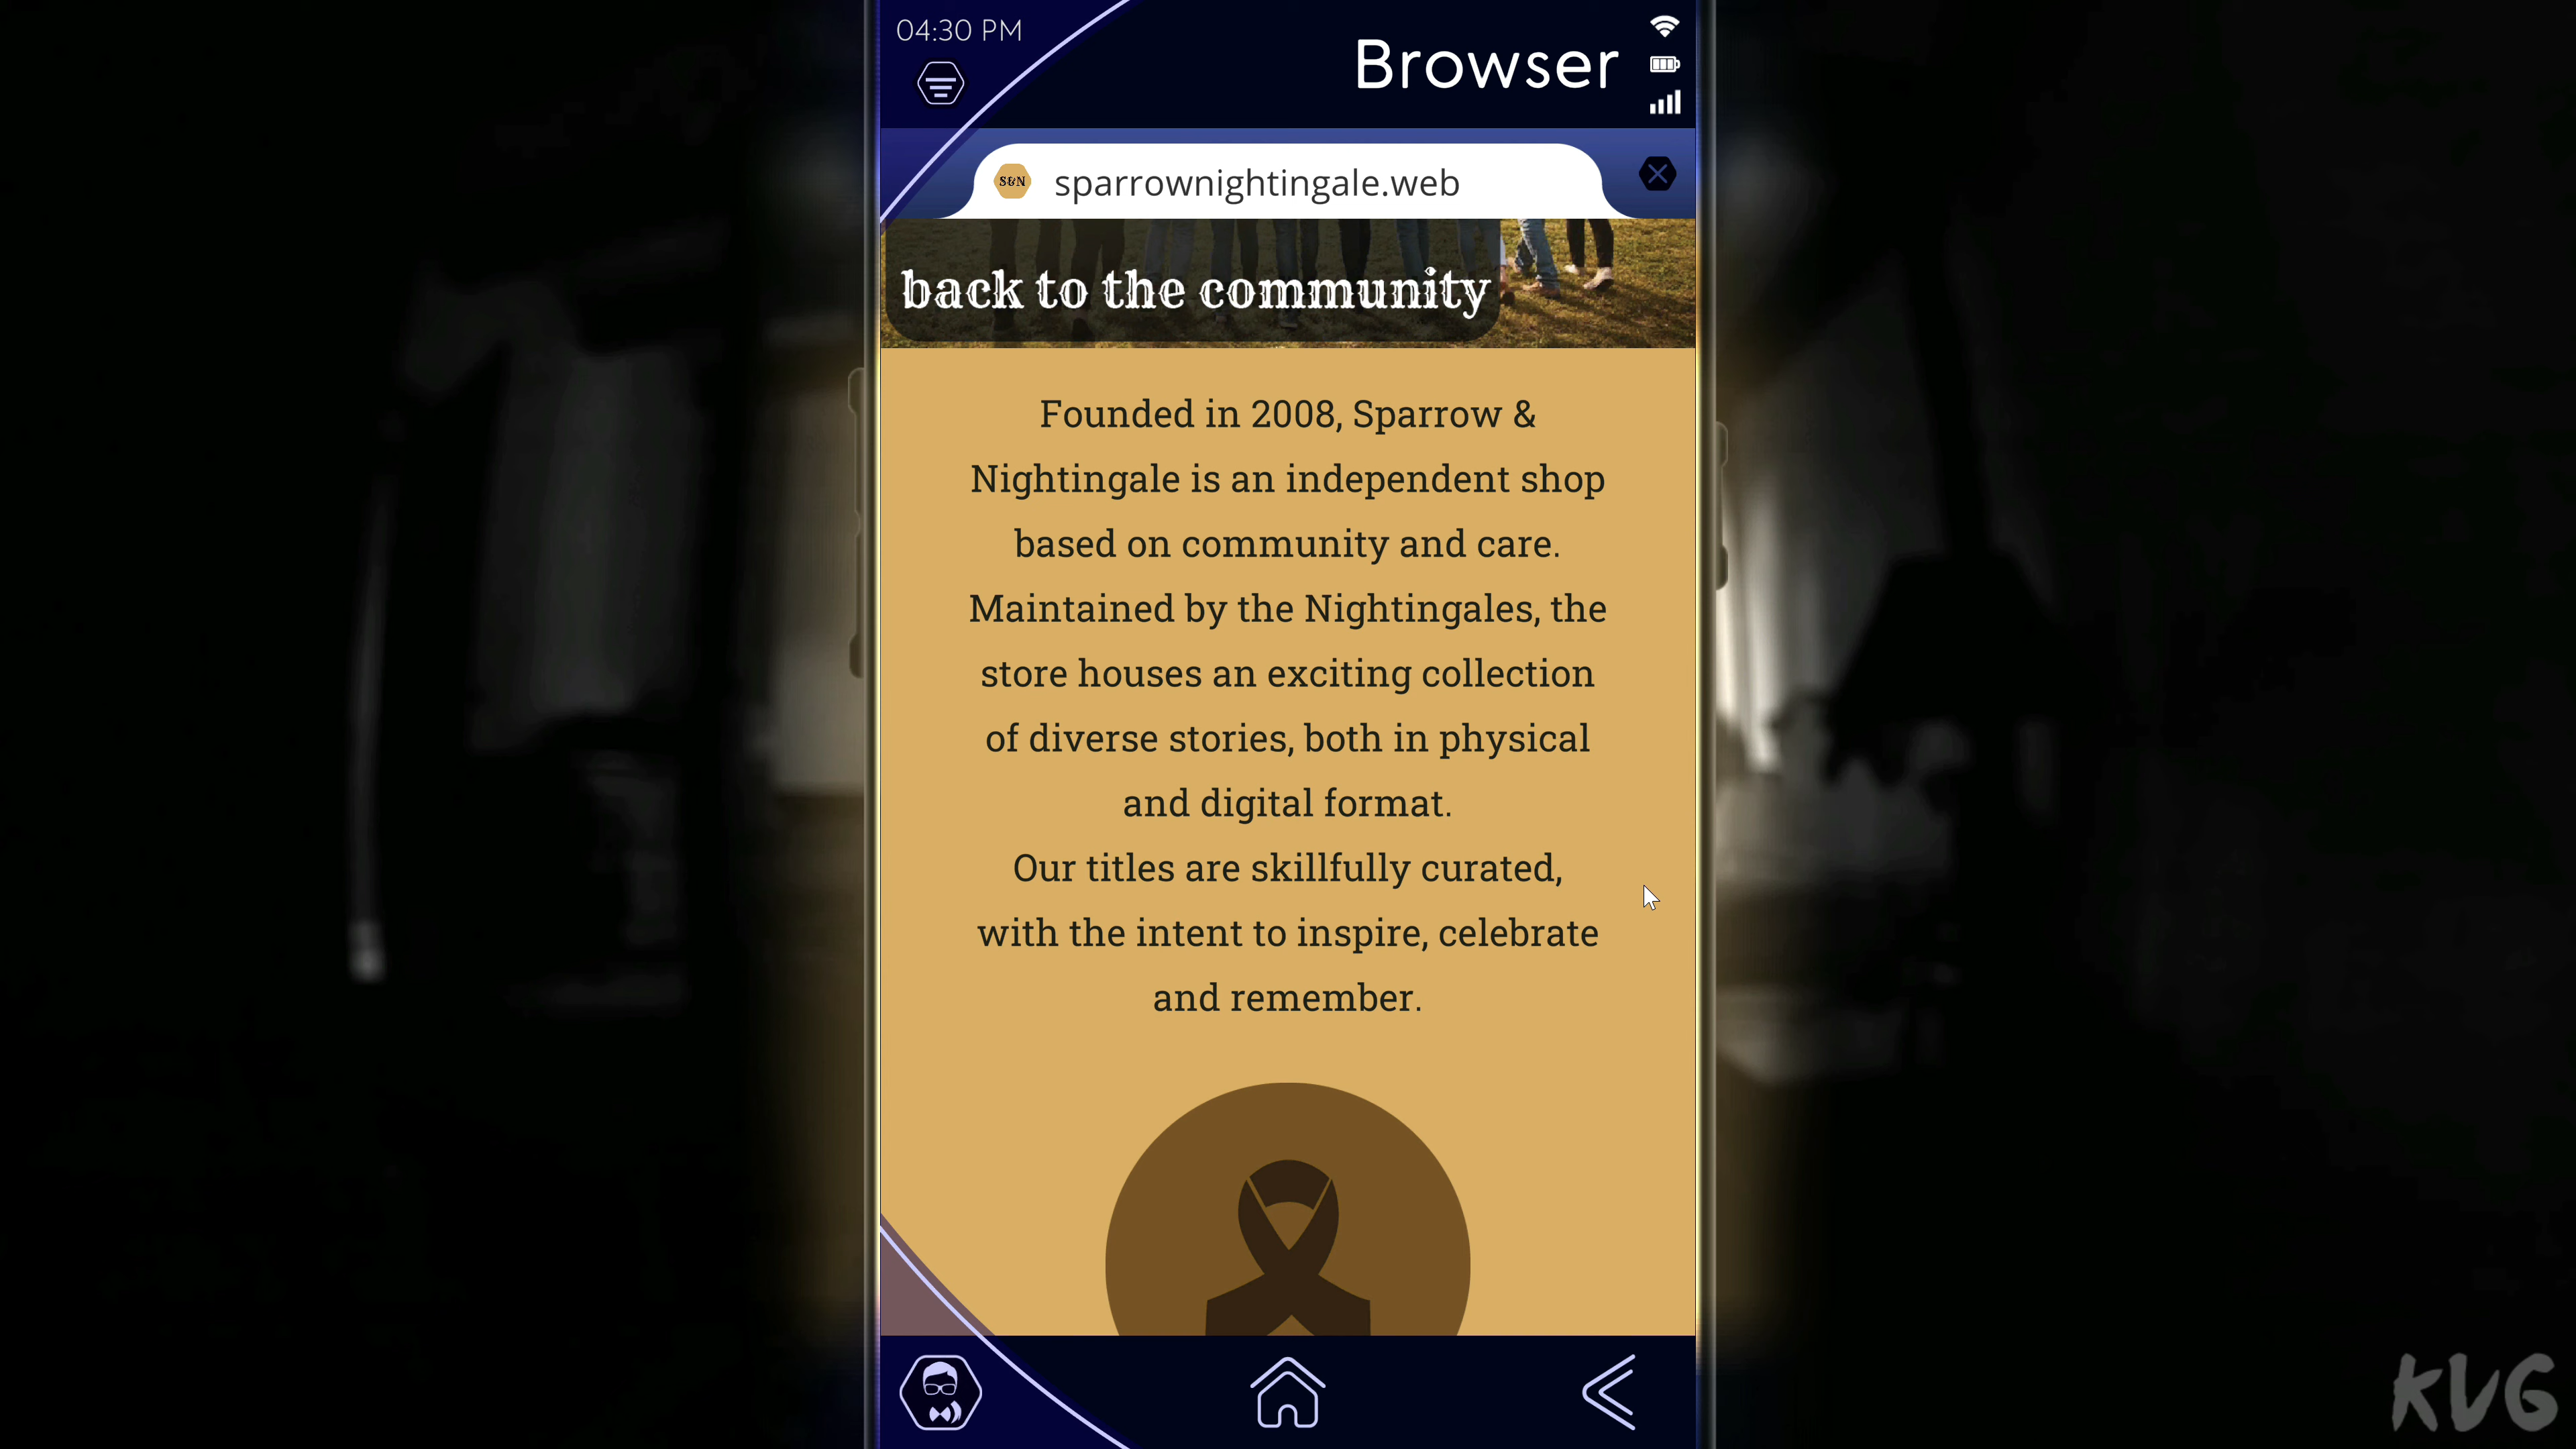 04:30 PM
Browser
S&N
sparrownightingale.web
back to the community
Founded in 2008, Sparrow &
Nightingale is an independent shop
based on community and care.
Maintained by the Nightingales, the
store houses an exciting collection
of diverse stories, both in physical
and digital format.
Our titles are skillfully curated,
with the intent to inspire, celebrate
and remember.
KVG